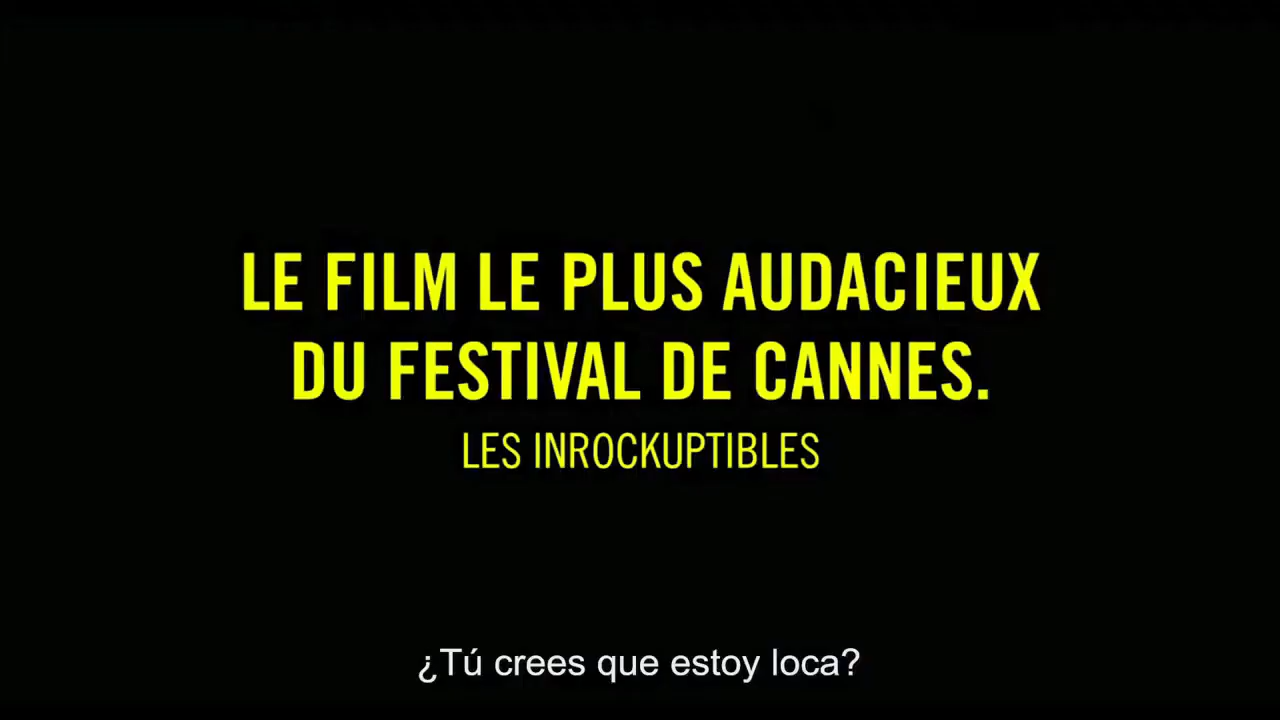 LE FILM LE PLUS AUDACIEUX
DU FESTIVAL DE CANNES.
LES INROCKUPTIBLES
¿Tú crees que estoy loca?